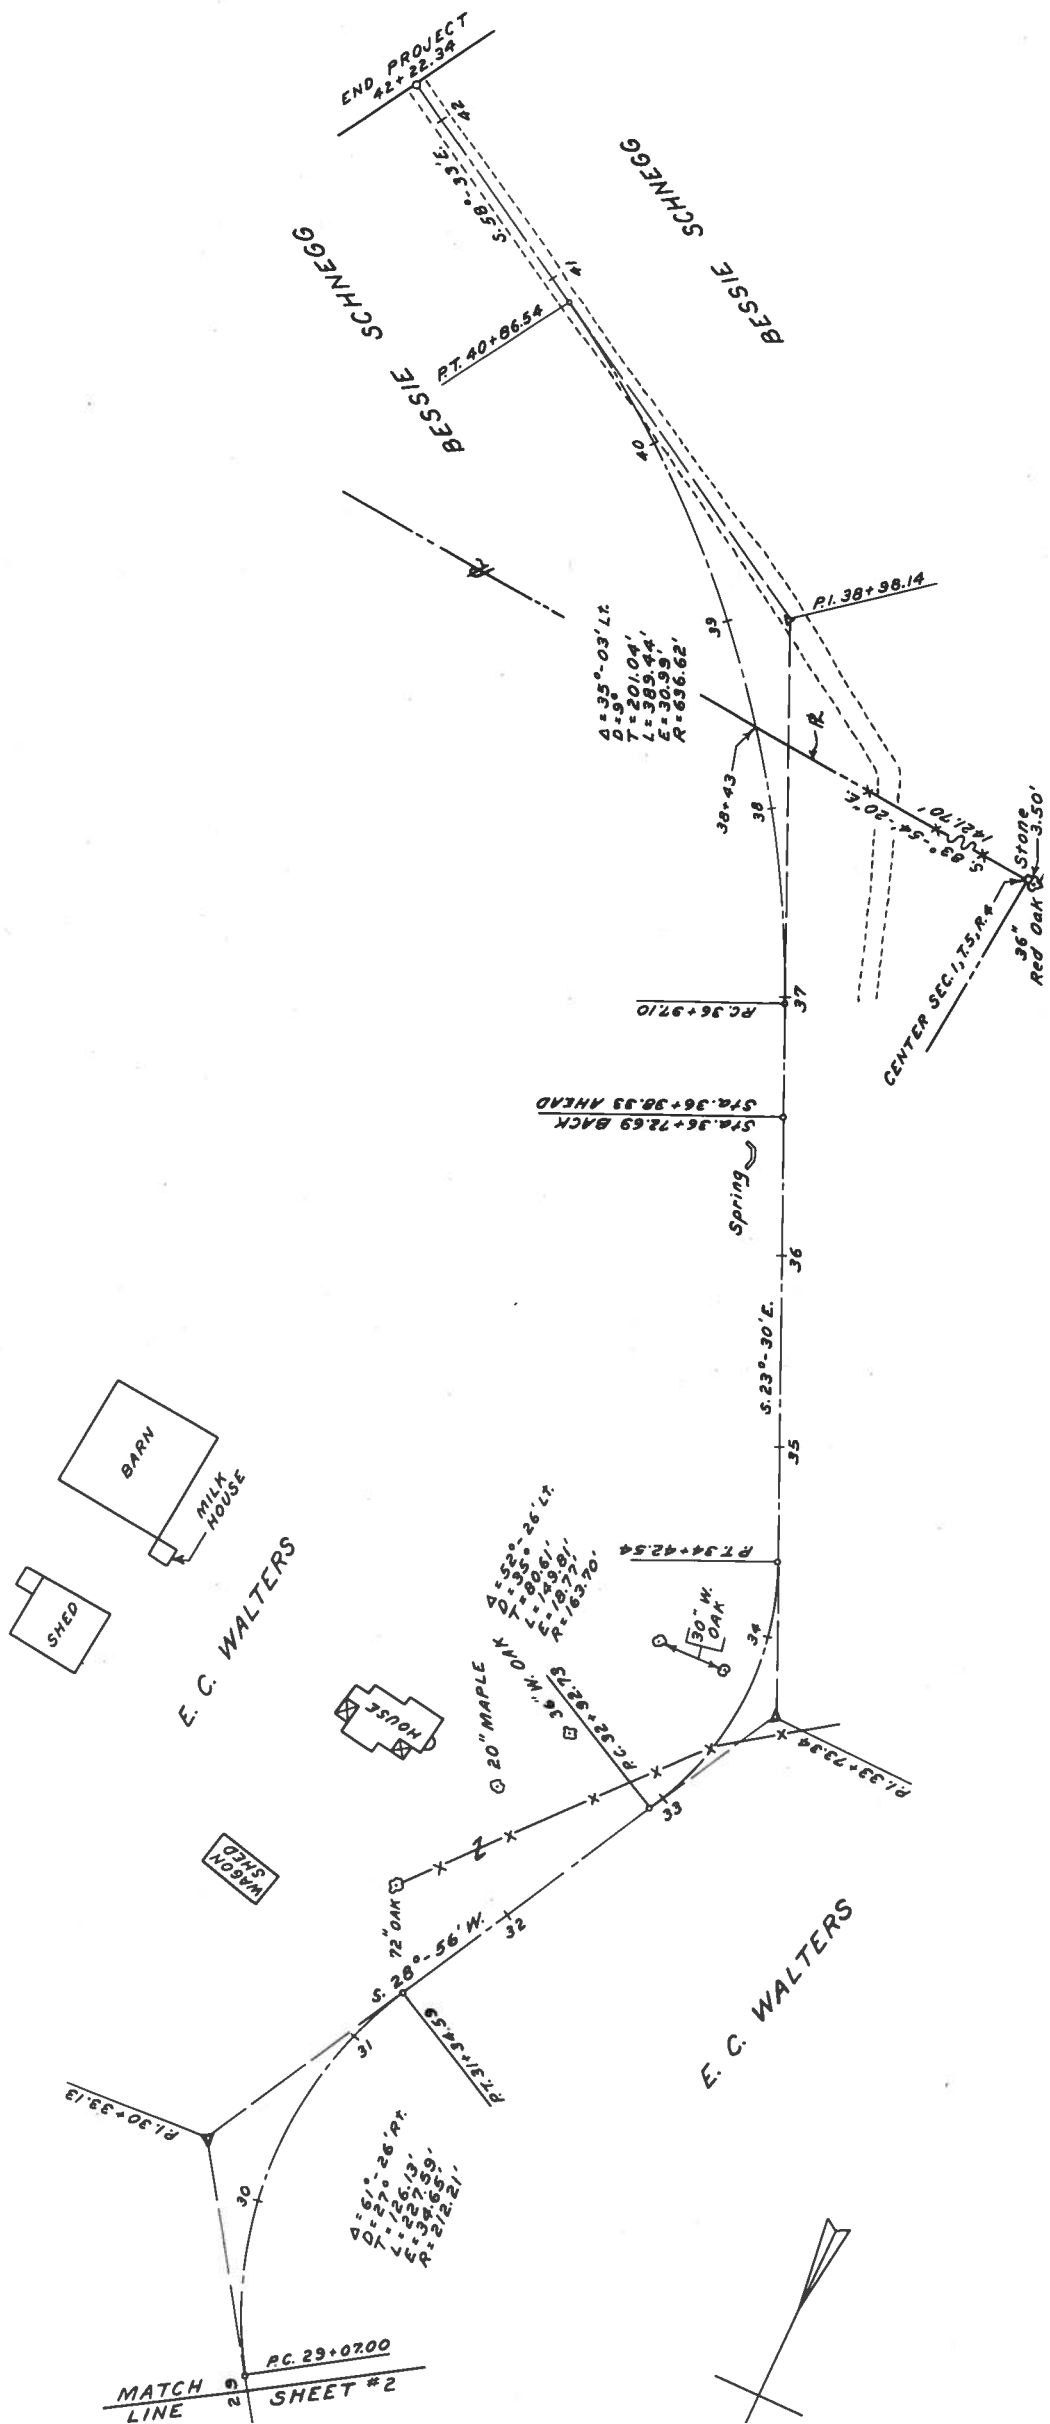 END PROJECT
42+22.34
42
S. 58°-33' E.
BESSIE SCHNEGG
BESSIE SCHNEGG
41
P.T. 40+86.54
40
39
P.I. 38+98.14
Δ = 35°-03' Lt.
D = 9°
T = 201.04'
L = 389.44'
E = 30.99'
R = 636.62'
38+43
38
S. 83°-54'-20" E.
1421.70'
CENTER SEC. 1, T.5, R.4
Stone
3.50'
36"
Red Oak
37
P.C. 36+97.10
Sta. 36+38.33 AHEAD
Sta. 36+72.69 BACK
Spring
36
S. 23°-30' E.
35
P.T. 34+42.54
BARN
MILK
HOUSE
SHED
E. C. WALTERS
Δ = 52°-26' Lt.
D = 35°
T = 80.61'
L = 149.81'
E = 18.77'
R = 163.70'
30" W.
OAK
34
HOUSE
20" MAPLE
36" W. OAK
P.C. 32+92.73
P.I. 33+73.34
33
WAGON
SHED
72" OAK
32
S. 28°-56' W.
E. C. WALTERS
31
P.T. 31+34.59
P.I. 30+33.13
30
Δ = 61°-26' Rt.
D = 27°
T = 126.13'
L = 227.59'
E = 34.65'
R = 212.21'
P.C. 29+07.00
29
MATCH
LINE
SHEET #2